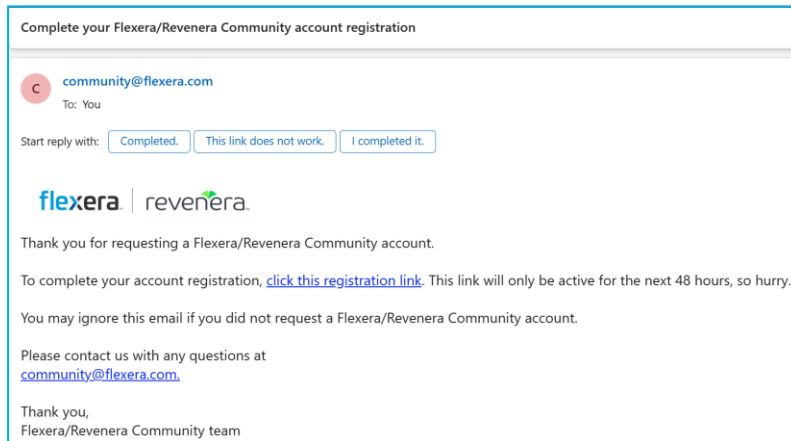 Complete your Flexera/Revenera Community account registration
C
community@flexera.com
To: You
Start reply with: Completed. This link does not work. I completed it.
flexera. revenera.
Thank you for requesting a Flexera/Revenera Community account.
To complete your account registration, click this registration link. This link will only be active for the next 48 hours, so hurry.
You may ignore this email if you did not request a Flexera/Revenera Community account.
Please contact us with any questions at
community@flexera.com.
Thank you,
Flexera/Revenera Community team